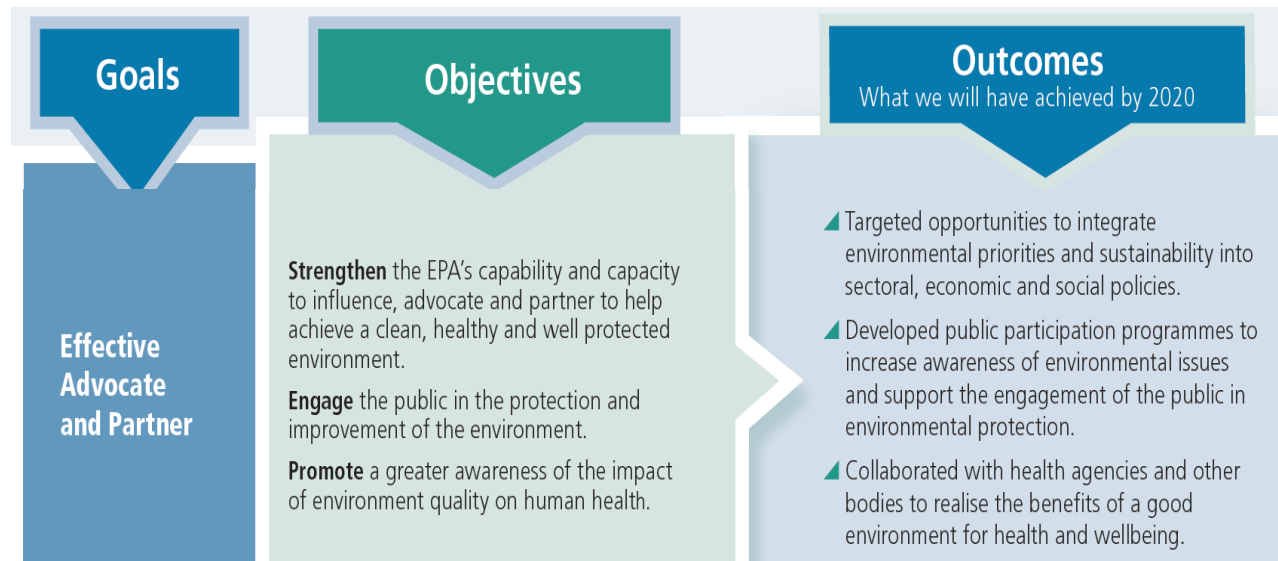 Goals
Objectives
Outcomes
What we will have achieved by 2020
Effective
Advocate
and Partner
Strengthen the EPA’s capability and capacity
to influence, advocate and partner to help
achieve a clean, healthy and well protected
environment.
Engage the public in the protection and
improvement of the environment.
Promote a greater awareness of the impact
of environment quality on human health.
Targeted opportunities to integrate
environmental priorities and sustainability into
sectoral, economic and social policies.
Developed public participation programmes to
increase awareness of environmental issues
and support the engagement of the public in
environmental protection.
Collaborated with health agencies and other
bodies to realise the benefits of a good
environment for health and wellbeing.